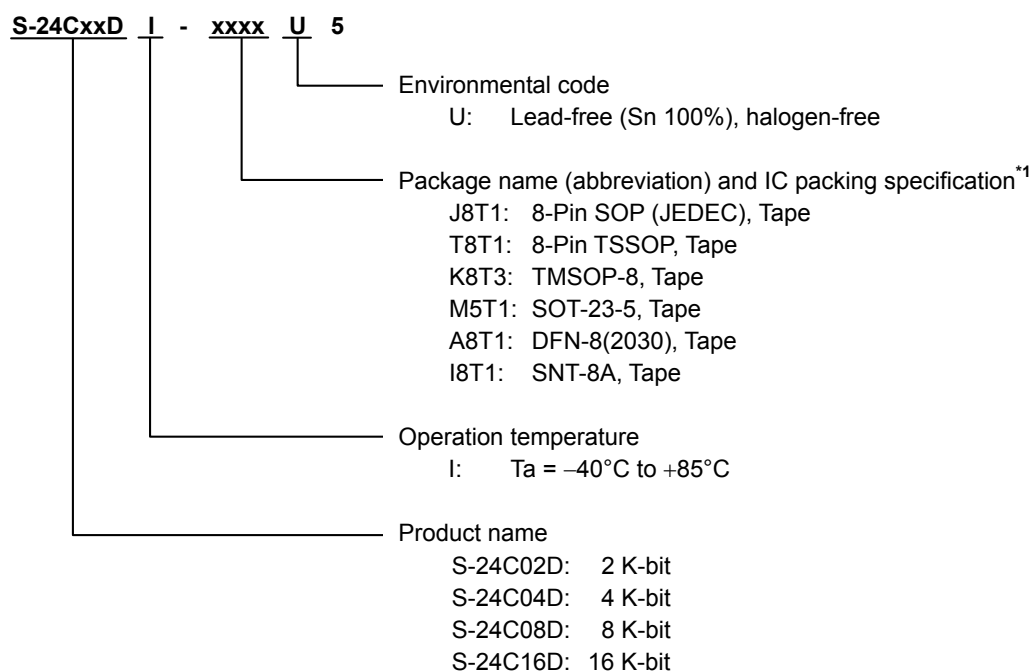 S-24CxxD I - xxxx U 5
Environmental code
U: Lead-free (Sn 100%), halogen-free
Package name (abbreviation) and IC packing specification*1
J8T1: 8-Pin SOP (JEDEC), Tape
T8T1: 8-Pin TSSOP, Tape
K8T3: TMSOP-8, Tape
M5T1: SOT-23-5, Tape
A8T1: DFN-8(2030), Tape
I8T1: SNT-8A, Tape
Operation temperature
I: Ta = −40°C to +85°C
Product name
S-24C02D: 2 K-bit
S-24C04D: 4 K-bit
S-24C08D: 8 K-bit
S-24C16D: 16 K-bit